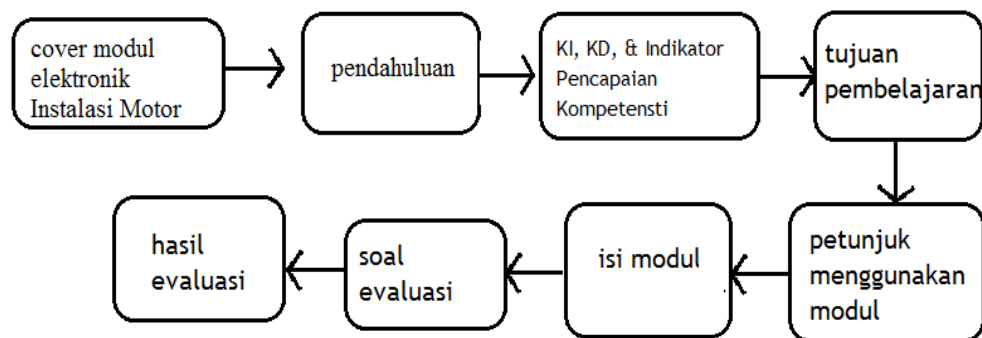 cover modul
elektronik
Instalasi Motor
pendahuluan
KI, KD, & Indikator
Pencapaian
Kompetensti
tujuan
pembelajaran
petunjuk
menggunakan
modul
isi modul
soal
evaluasi
hasil
evaluasi